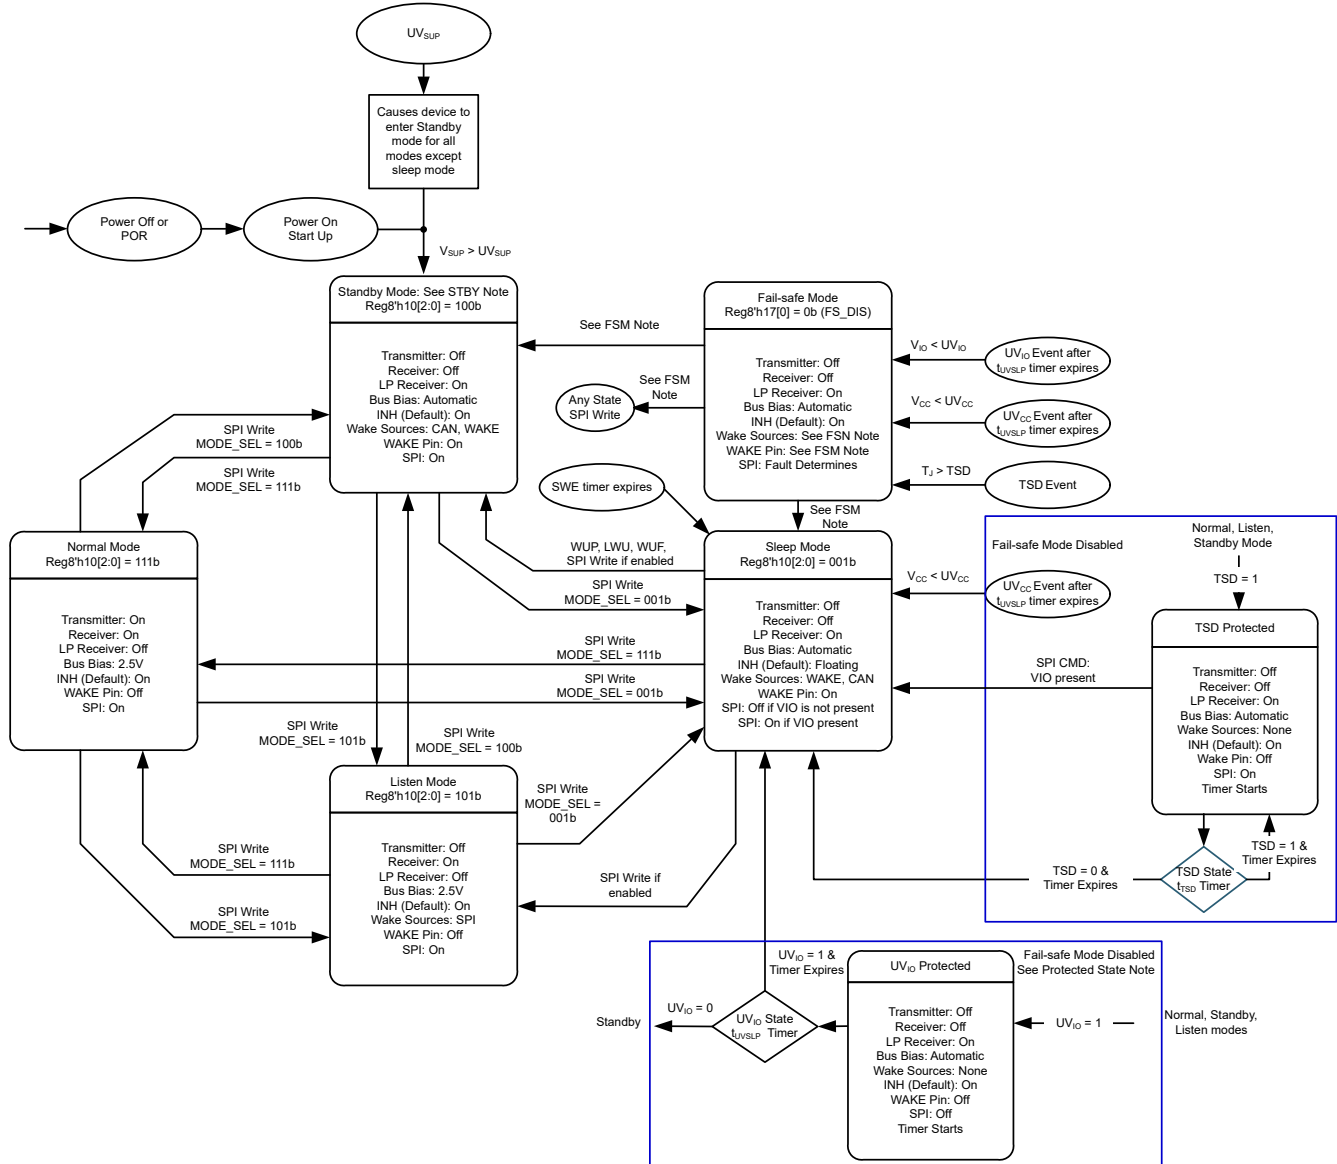 UVSUP
Causes device to
enter Standby
mode for all
modes except
sleep mode
Power Off or
POR
Power On
Start Up
VSUP > UVSUP
Standby Mode: See STBY Note
Reg8'h10[2:0] = 100b
Transmitter: Off
Receiver: Off
LP Receiver: On
Bus Bias: Automatic
INH (Default): On
Wake Sources: CAN, WAKE
WAKE Pin: On
SPI: On
See FSM Note
Any State
SPI Write
See FSM
Note
Fail-safe Mode
Reg8'h17[0] = 0b (FS_DIS)
Transmitter: Off
Receiver: Off
LP Receiver: On
Bus Bias: Automatic
INH (Default): On
Wake Sources: See FSN Note
WAKE Pin: See FSM Note
SPI: Fault Determines
VIO < UVIO
UVIO Event after
tUVSLP timer expires
VCC < UVCC
UVCC Event after
tUVSLP timer expires
TJ > TSD
TSD Event
SPI Write
MODE_SEL = 100b
SPI Write
MODE_SEL = 111b
SWE timer expires
See FSM
Note
Normal Mode
Reg8'h10[2:0] = 111b
Transmitter: On
Receiver: On
LP Receiver: Off
Bus Bias: 2.5V
INH (Default): On
WAKE Pin: Off
SPI: On
WUP, LWU, WUF,
SPI Write if enabled
SPI Write
MODE_SEL = 001b
SPI Write
MODE_SEL = 111b
SPI Write
MODE_SEL = 001b
Sleep Mode
Reg8'h10[2:0] = 001b
Transmitter: Off
Receiver: Off
LP Receiver: On
Bus Bias: Automatic
INH (Default): Floating
Wake Sources: WAKE, CAN
WAKE Pin: On
SPI: Off if VIO is not present
SPI: On if VIO present
Fail-safe Mode Disabled
VCC < UVCC
UVCC Event after
tUVSLP timer expires
Normal, Listen,
Standby Mode
TSD = 1
TSD Protected
Transmitter: Off
Receiver: Off
LP Receiver: On
Bus Bias: Automatic
Wake Sources: None
INH (Default): On
Wake Pin: Off
SPI: On
Timer Starts
SPI CMD:
VIO present
SPI Write
MODE_SEL = 101b
SPI Write
MODE_SEL = 100b
Listen Mode
Reg8'h10[2:0] = 101b
Transmitter: Off
Receiver: On
LP Receiver: Off
Bus Bias: 2.5V
INH (Default): On
Wake Sources: SPI
WAKE Pin: Off
SPI: On
SPI Write
MODE_SEL =
001b
SPI Write
MODE_SEL = 111b
SPI Write
MODE_SEL = 101b
SPI Write if
enabled
TSD = 0 &
Timer Expires
TSD State
tTSD Timer
TSD = 1 &
Timer Expires
UVIO = 1 &
Timer Expires
Standby
UVIO = 0
UVIO State
tUVSLP Timer
UVIO Protected
Transmitter: Off
Receiver: Off
LP Receiver: On
Bus Bias: Automatic
Wake Sources: None
INH (Default): On
WAKE Pin: Off
SPI: Off
Timer Starts
Fail-safe Mode Disabled
See Protected State Note
UVIO = 1
Normal, Standby,
Listen modes